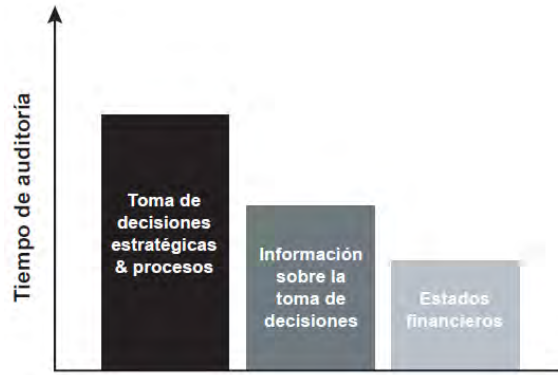 Tiempo de auditoría
Toma de
decisiones
estratégicas
& procesos
Información
sobre la
toma de
decisiones
Estados
financieros